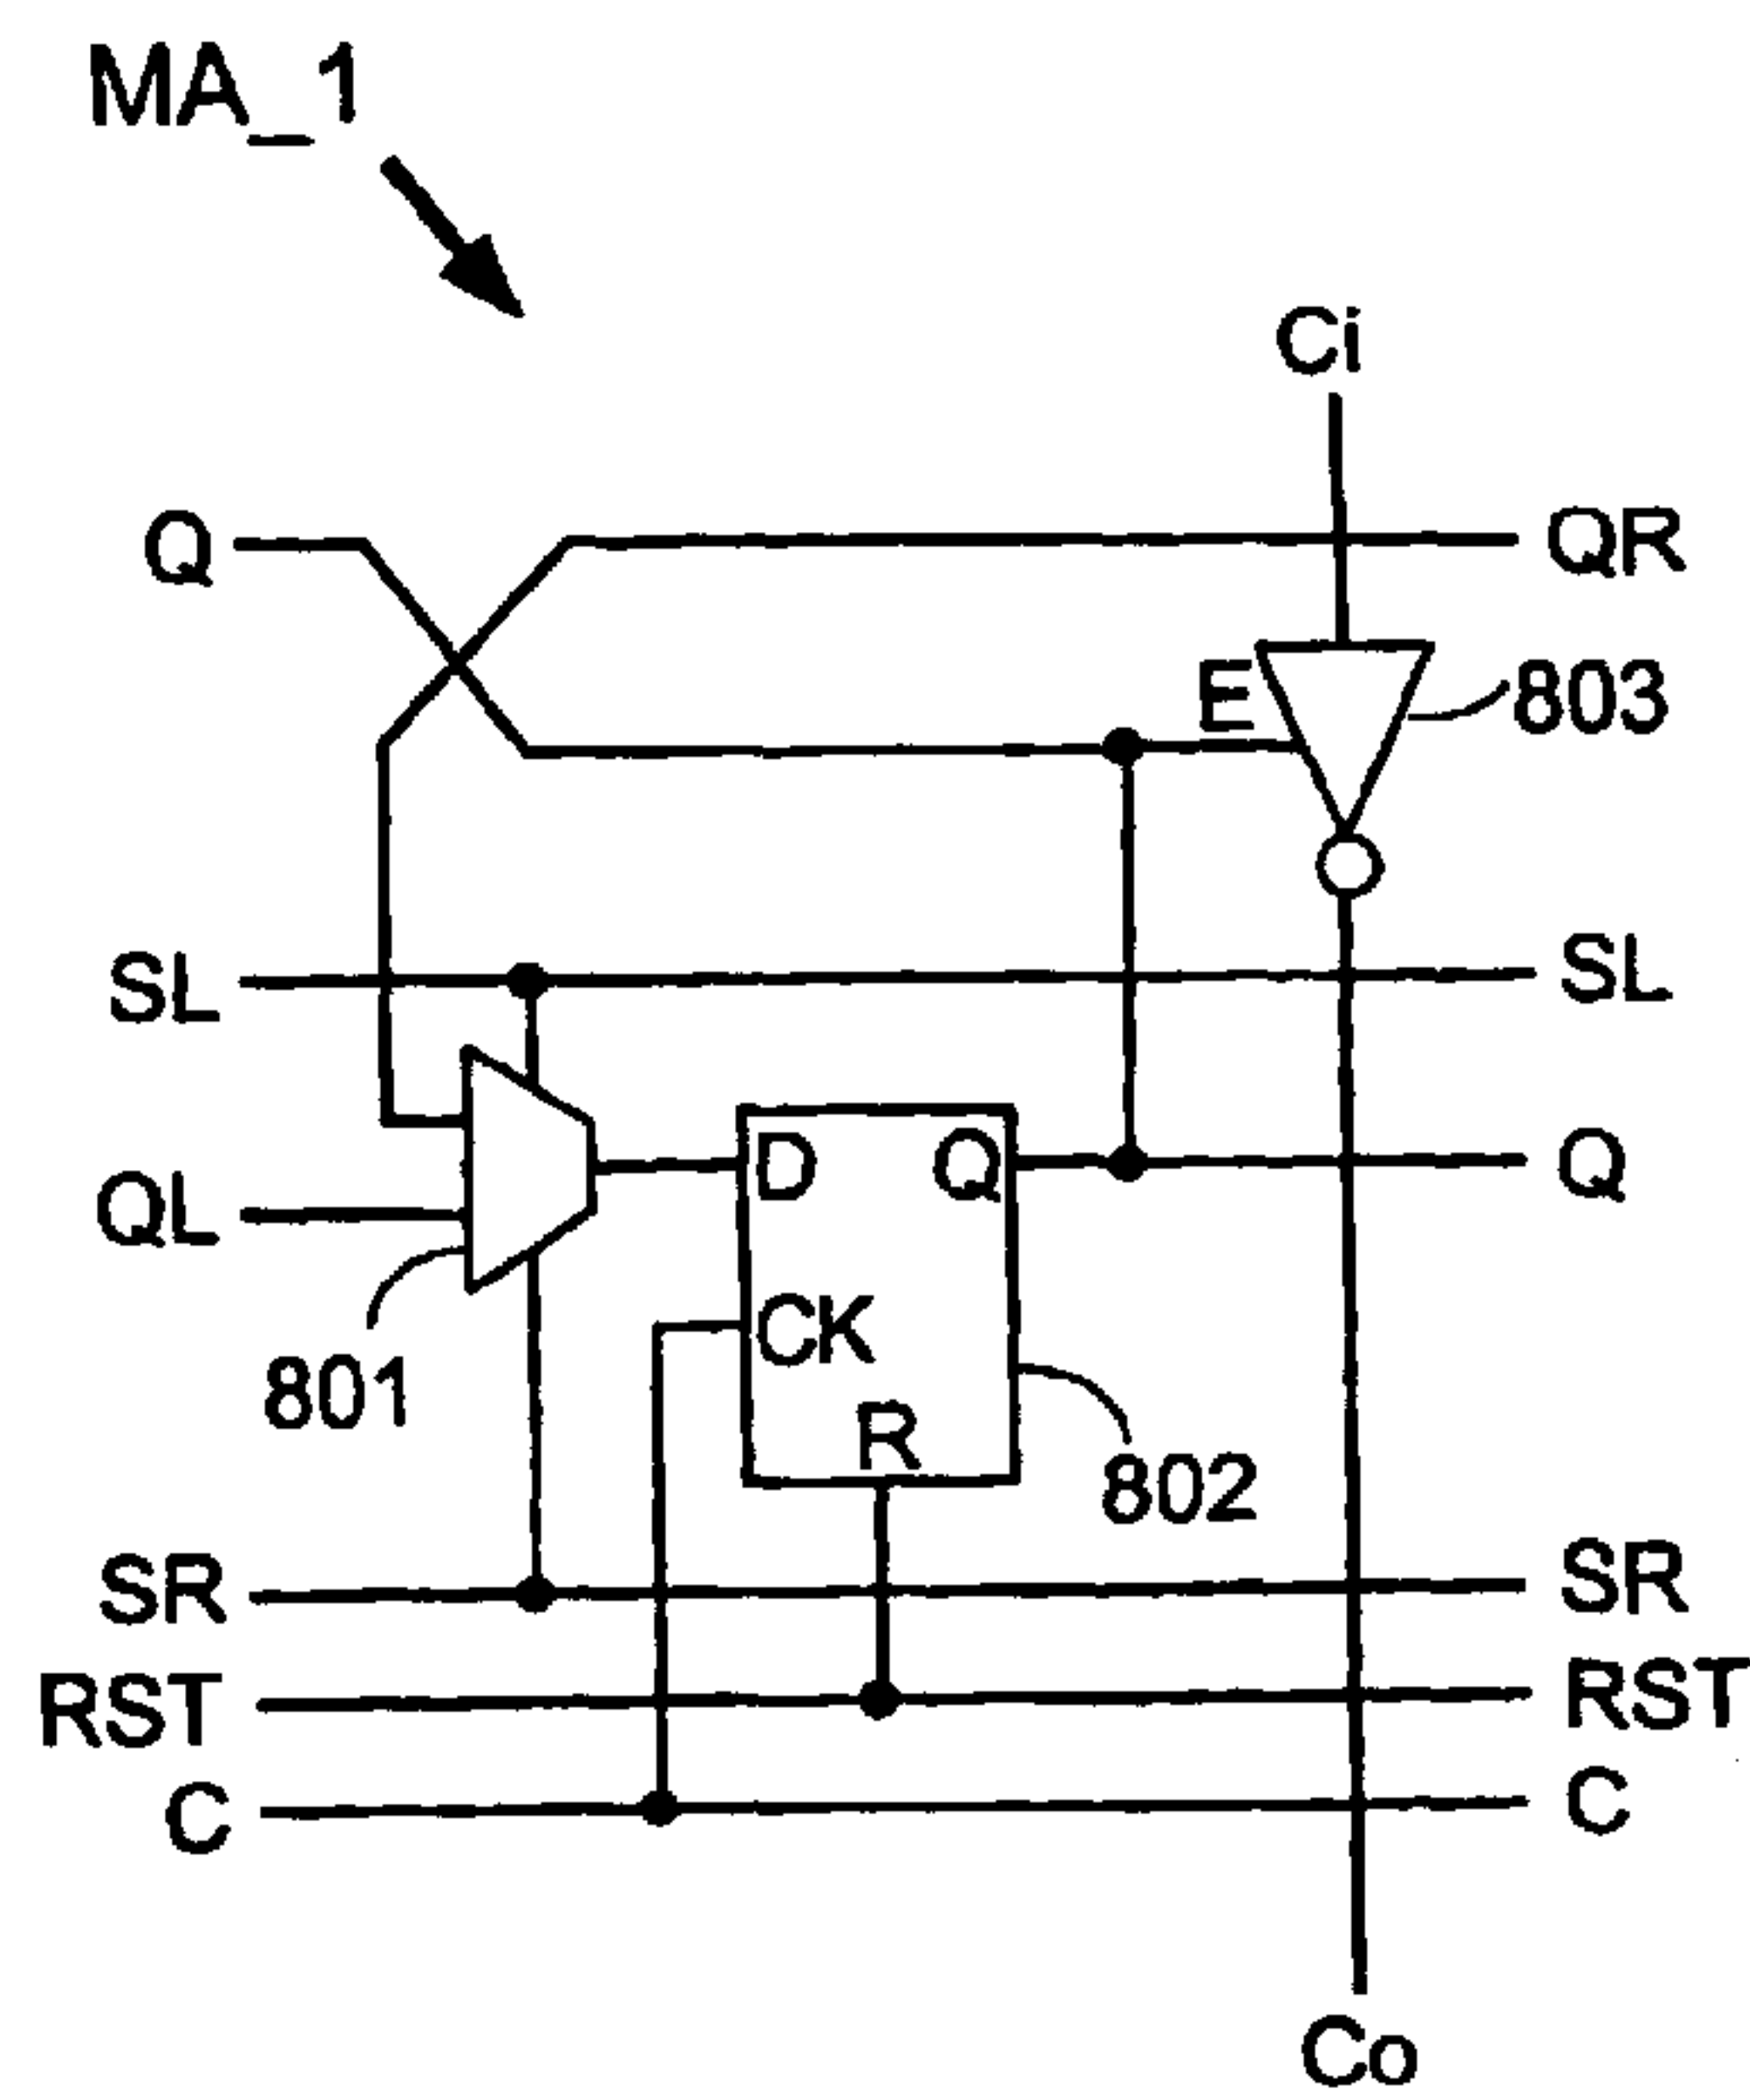 MA_1
Ci
Q QR
E 803
SL SL
D Q Q
QL
CK
801
R
802
SR SR
RST RST
C C
Co